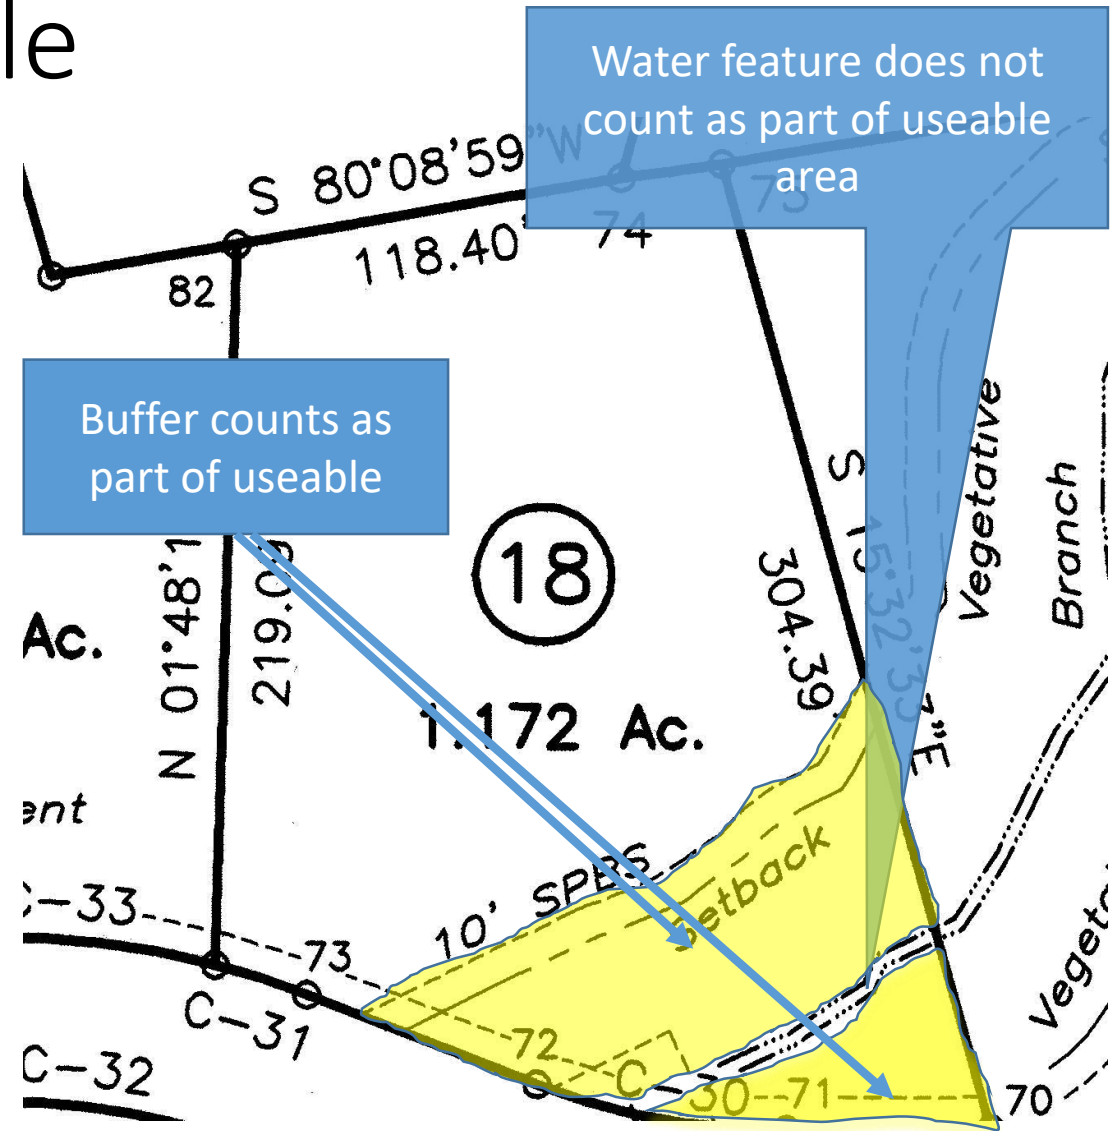 le
Water feature does not
count as part of useable
area
S 80°08'59"W
118.40'
82
74
75
Buffer counts as
part of useable
N 01°48'1
219.0
18
1.172 Ac.
Ac.
S 15°32'33"E
304.39
Vegetative
Branch
ent
10' SPBS
Setback
C-33
73
C-31
72
C-30
71
70
C-32
Vegeta